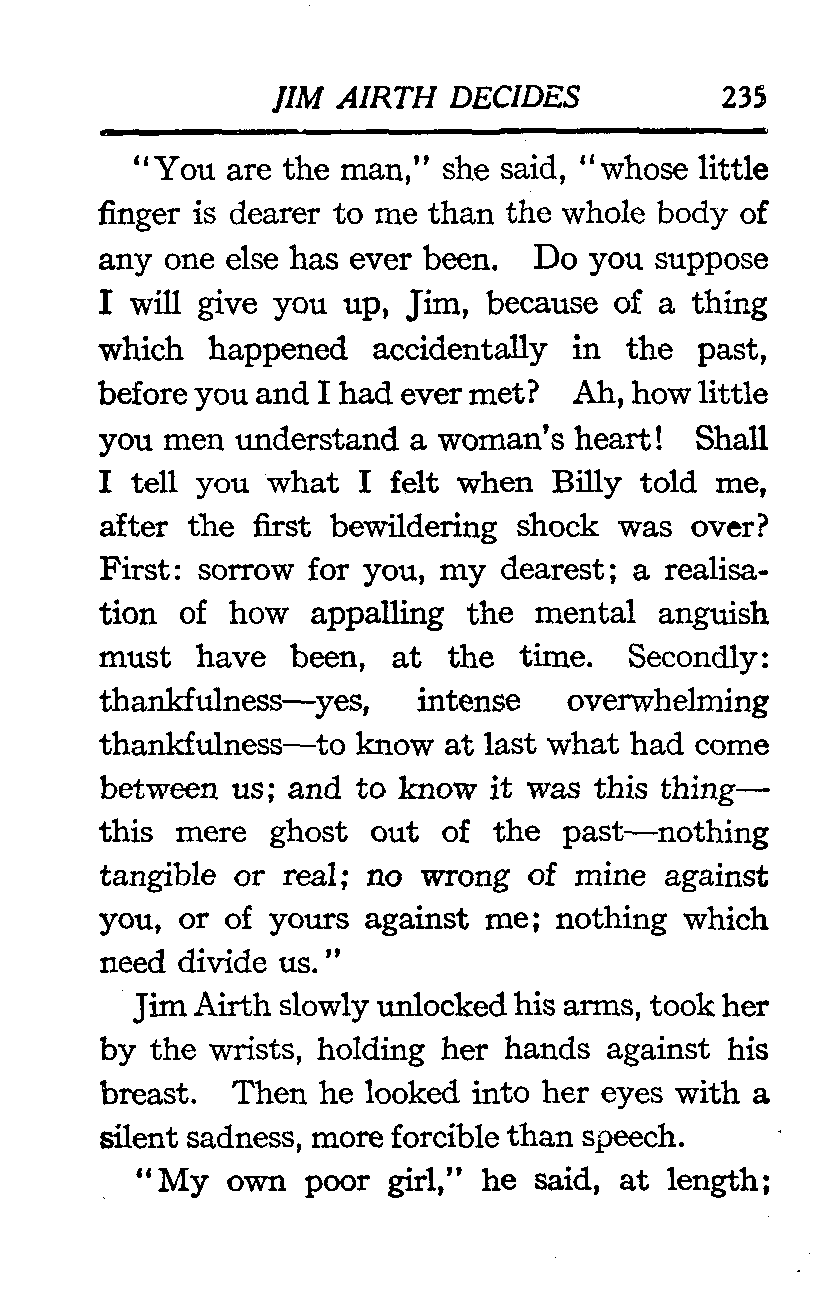 JIM AIRTH DECIDES 235
“You are the man,” she said, “whose little
finger is dearer to me than the whole body of
any one else has ever been. Do you suppose
I will give you up, Jim, because of a thing
which happened accidentally in the past,
before you and I had ever met? Ah, how little
you men understand a woman's heart! Shall
I tell you what I felt when Billy told me,
after the first bewildering shock was over?
First: sorrow for you, my dearest; a realisa-
tion of how appalling the mental anguish
must have been, at the time. Secondly:
thankfulness—yes, intense overwhelming
thankfulness—to know at last what had come
between us; and to know it was this thing—
this mere ghost out of the past—nothing
tangible or real; no wrong of mine against
you, or of yours against me; nothing which
need divide us.”
Jim Airth slowly unlocked his arms, took her
by the wrists, holding her hands against his
breast. Then he looked into her eyes with a
silent sadness, more forcible than speech.
“My own poor girl,” he said, at length;